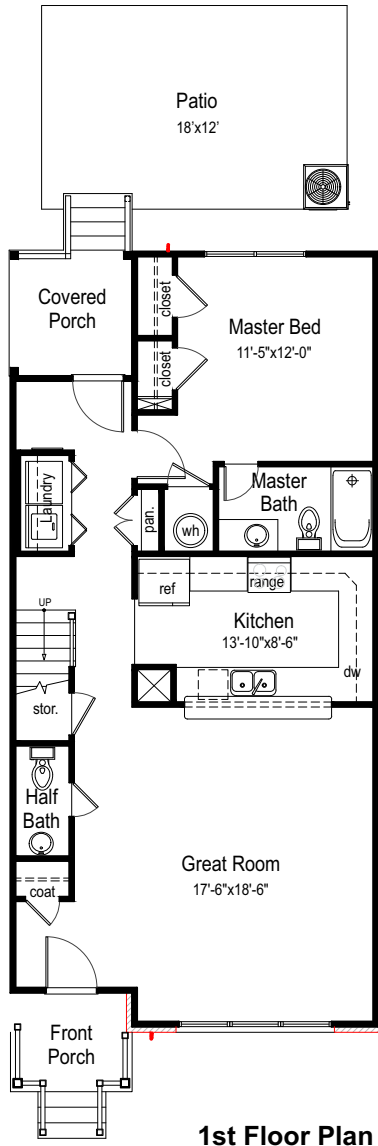 Patio
18'x12'
Covered
Porch
closet
closet
Master Bed
11'-5"x12'-0"
Laundry
pan.
wh
Master
Bath
ref
range
Kitchen
13'-10"x8'-6"
dw
UP
stor.
Half
Bath
Great Room
17'-6"x18'-6"
coat
Front
Porch
1st Floor Plan